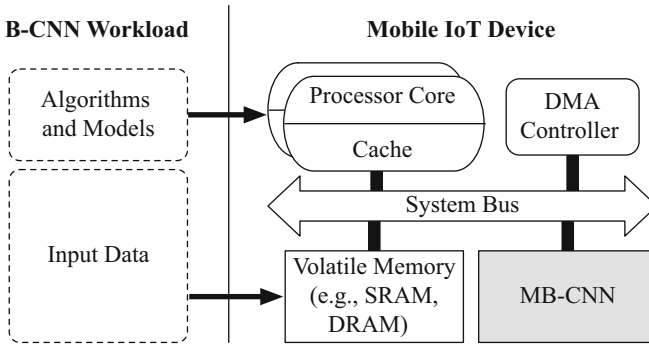 B-CNN Workload
Mobile IoT Device
Algorithms
and Models
Processor Core
Cache
DMA
Controller
System Bus
Input Data
Volatile Memory
(e.g., SRAM,
DRAM)
MB-CNN